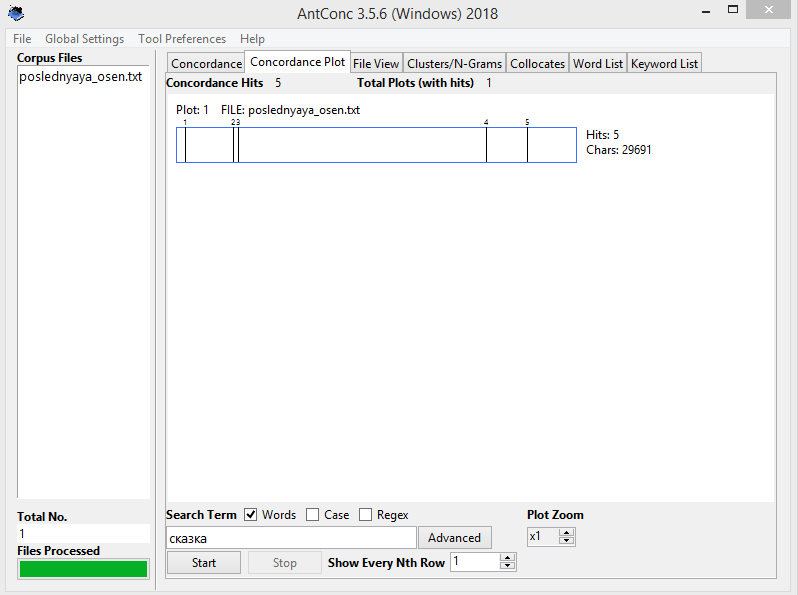 AntConc 3.5.6 (Windows) 2018
File Global Settings Tool Preferences Help
Corpus Files
poslednyaya_osen.txt
Concordance Concordance Plot File View Clusters/N-Grams Collocates Word List Keyword List
Concordance Hits 5 Total Plots (with hits) 1
Plot: 1 FILE: poslednyaya_osen.txt
1 2 3 4 5
Hits: 5
Chars: 29691
Total No.
1
Files Processed
Search Term Words Case Regex Plot Zoom
сказка Advanced x1
Start Stop Show Every Nth Row 1